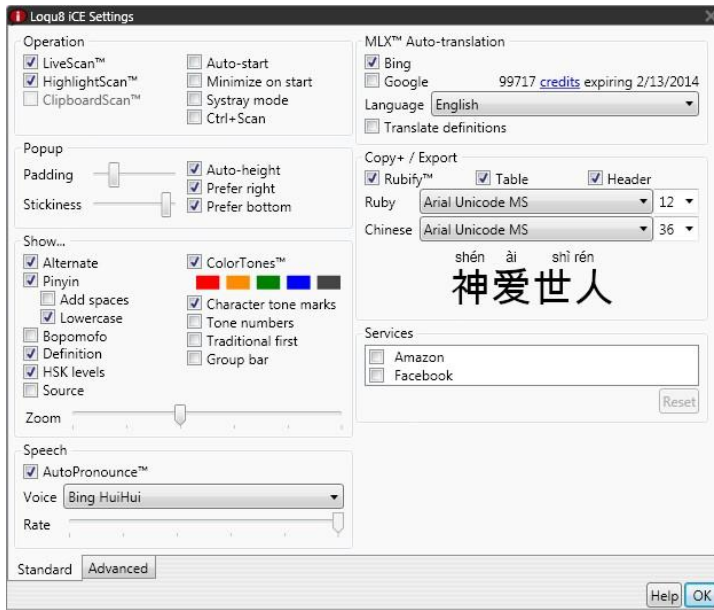 Loqu8 iCE Settings
Operation
LiveScan™
HighlightScan™
ClipboardScan™
Auto-start
Minimize on start
Systray mode
Ctrl+Scan
Popup
Padding
Stickiness
Auto-height
Prefer right
Prefer bottom
Show...
Alternate
Pinyin
Add spaces
Lowercase
Bopomofo
Definition
HSK levels
Source
ColorTones™
Character tone marks
Tone numbers
Traditional first
Group bar
Zoom
Speech
AutoPronounce™
Voice Bing HuiHui
Rate
MLX™ Auto-translation
Bing
Google 99717 credits expiring 2/13/2014
Language English
Translate definitions
Copy+ / Export
Rubify™ Table Header
Ruby Arial Unicode MS 12
Chinese Arial Unicode MS 36
shén ài shì rén
神爱世人
Services
Amazon
Facebook
Reset
Standard Advanced
Help OK